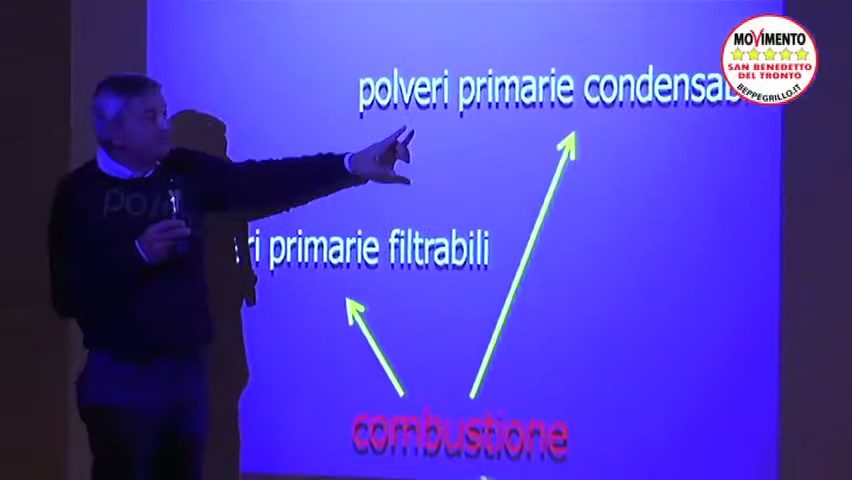 MOVIMENTO
SAN BENEDETTO
DEL TRONTO
BEPPEGRILLO.IT
polveri primarie condensab
ri primarie filtrabili
combustione